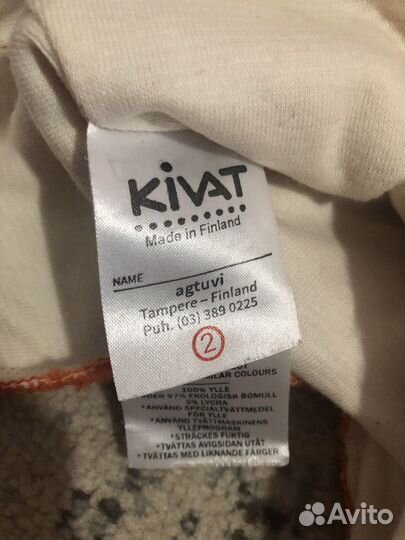 KiVAT
Made in Finland
NAME
agtuvi
Tampere – Finland
Puh. (03) 389 0225
2
COLOURS
100% YLLE
97% EKOLOGISK BOMULL
3% LYCRA
*ANVÄND SPECIALTVÄTTMEDEL
FÖR YLLE
*ANVÄND TVÄTTMASKINENS
YLLEPROGRAM
*STRÄCKES FUKTIG
*TVÄTTAS AVIGSIDAN UTÅT
*TVÄTTAS MED LIKNANDE FÄRGER
Avito